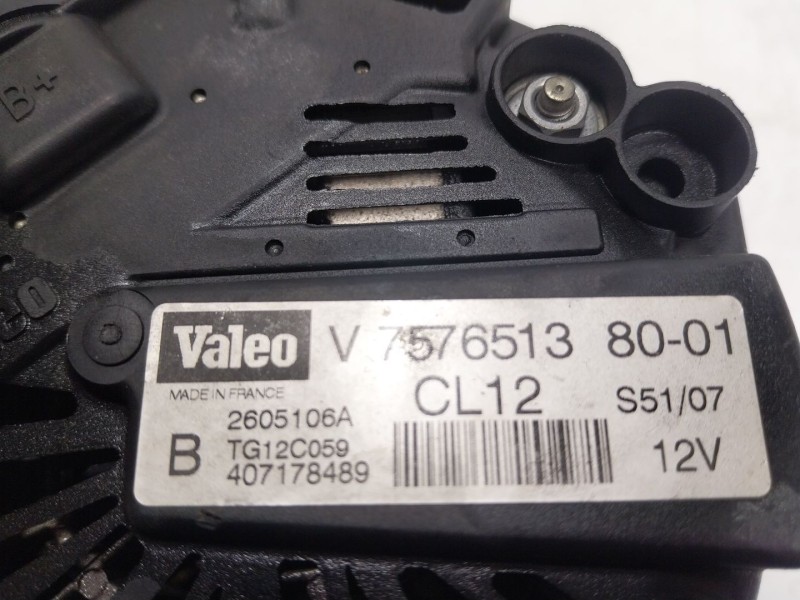 B+
Valeo V 7576513 80-01
MADE IN FRANCE CL12 S51/07
2605106A
B TG12C059 12V
407178489